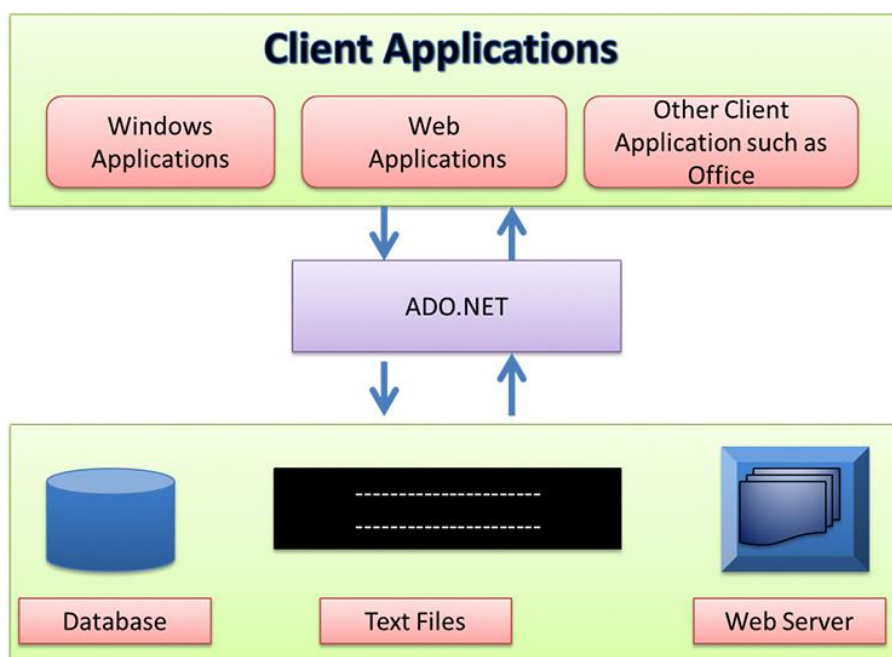 Client Applications
Windows
Applications
Web
Applications
Other Client
Application such as
Office
ADO.NET
----------------------
----------------------
Database
Text Files
Web Server